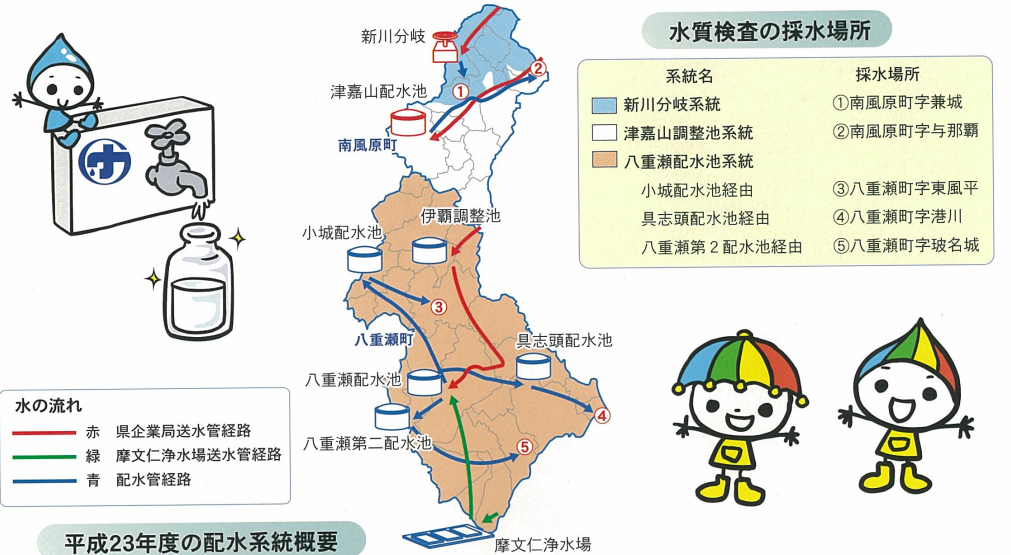 水質検査の採水場所
系統名 採水場所
新川分岐系統 ①南風原町字兼城
津嘉山調整池系統 ②南風原町字与那覇
八重瀬配水池系統
小城配水池経由 ③八重瀬町字東風平
具志頭配水池経由 ④八重瀬町字港川
八重瀬第2配水池経由 ⑤八重瀬町字玻名城
新川分岐
②
津嘉山配水池
①
南風原町
伊覇調整池
小城配水池
③
八重瀬町
具志頭配水池
八重瀬配水池
④
八重瀬第二配水池
⑤
摩文仁浄水場
水の流れ
赤 県企業局送水管経路
緑 摩文仁浄水場送水管経路
青 配水管経路
平成23年度の配水系統概要